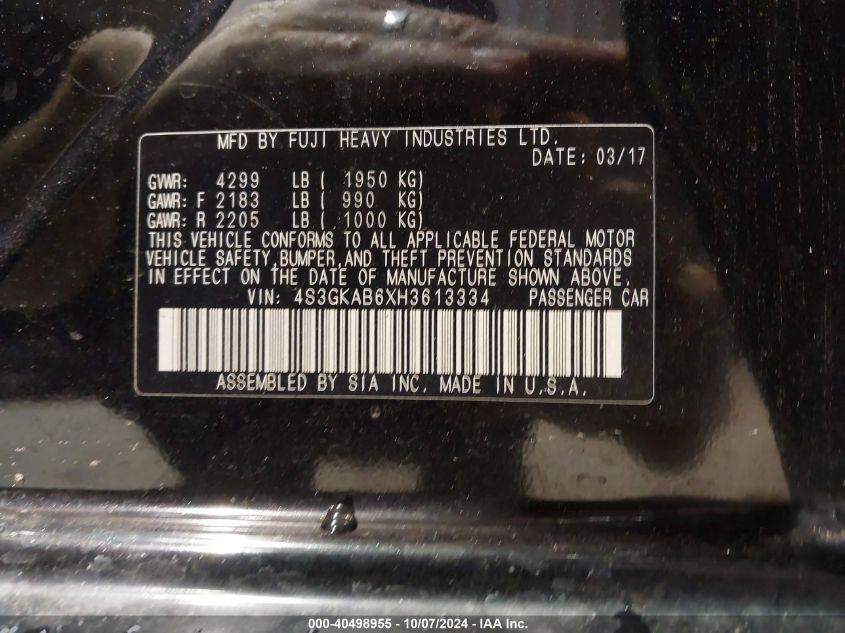 MFD BY FUJI HEAVY INDUSTRIES LTD.
DATE: 03/17
GVWR: 4299 LB ( 1950 KG)
GAWR: F 2183 LB ( 990 KG)
GAWR: R 2205 LB ( 1000 KG)
THIS VEHICLE CONFORMS TO ALL APPLICABLE FEDERAL MOTOR
VEHICLE SAFETY,BUMPER,AND THEFT PREVENTION STANDARDS
IN EFFECT ON THE DATE OF MANUFACTURE SHOWN ABOVE.
VIN: 4S3GKAB6XH3613334 PASSENGER CAR
ASSEMBLED BY SIA INC. MADE IN U.S.A.
000-40498955 - 10/07/2024 - IAA Inc.